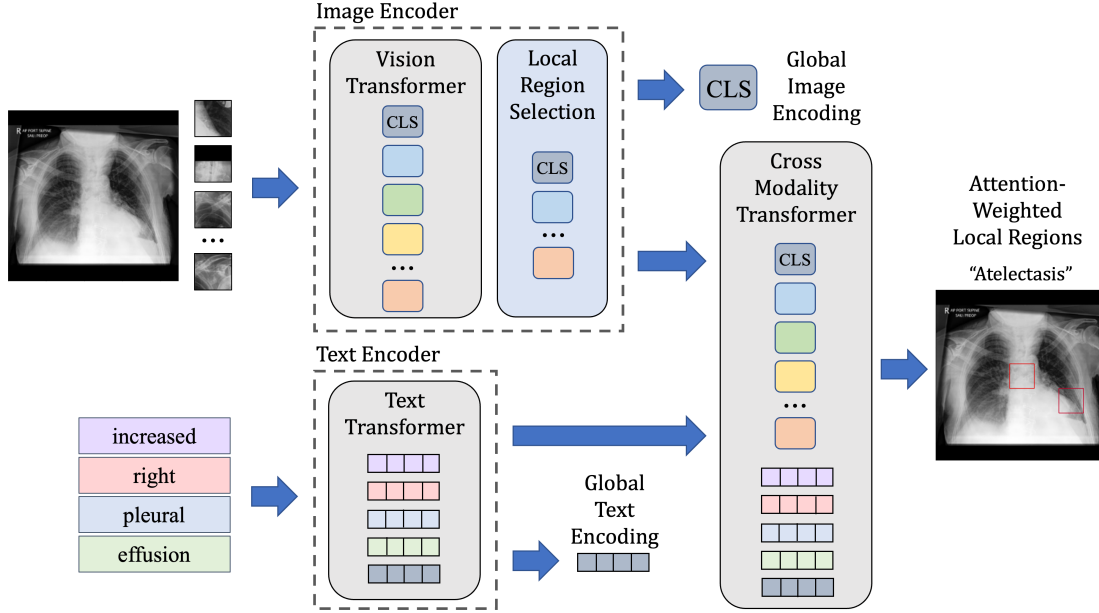 Image Encoder
Vision
Transformer
CLS
...
Local
Region
Selection
CLS
...
CLS
Global
Image
Encoding
R
...
Cross
Modality
Transformer
CLS
...
Attention-
Weighted
Local Regions
“Atelectasis”
R
Text Encoder
Text
Transformer
increased
right
pleural
effusion
Global
Text
Encoding